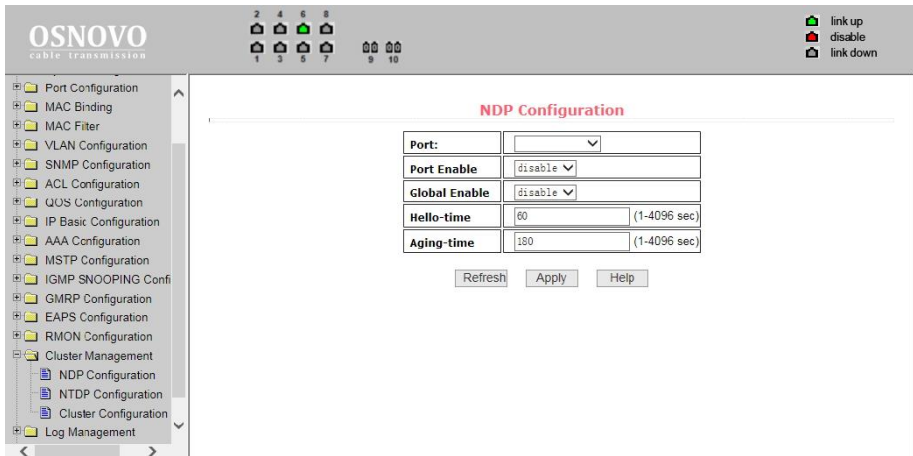 OSNOVO
cable transmission
2 4 6 8
1 3 5 7 9 10
link up
disable
link down
Port Configuration
MAC Binding
MAC Filter
VLAN Configuration
SNMP Configuration
ACL Configuration
QOS Configuration
IP Basic Configuration
AAA Configuration
MSTP Configuration
IGMP SNOOPING Confi
GMRP Configuration
EAPS Configuration
RMON Configuration
Cluster Management
NDP Configuration
NTDP Configuration
Cluster Configuration
Log Management
NDP Configuration
Port:
Port Enable disable
Global Enable disable
Hello-time 60 (1-4096 sec)
Aging-time 180 (1-4096 sec)
Refresh Apply Help